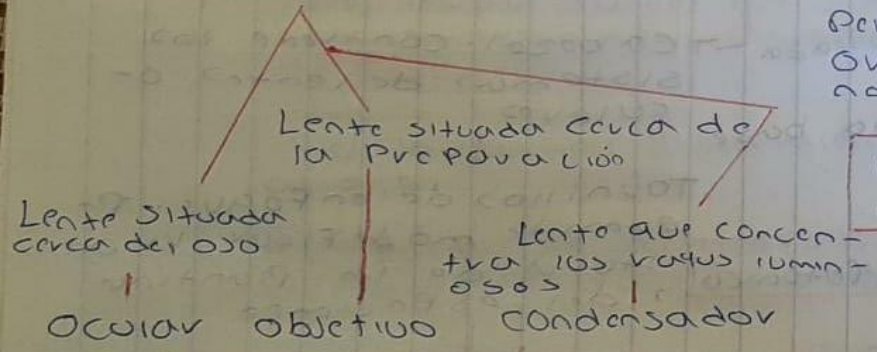 Lente situada cerca de
la preparación
Lente situada
cerca del ojo
Lente que concen-
tra los rayos lumin-
osos
Ocular objetivo condensador